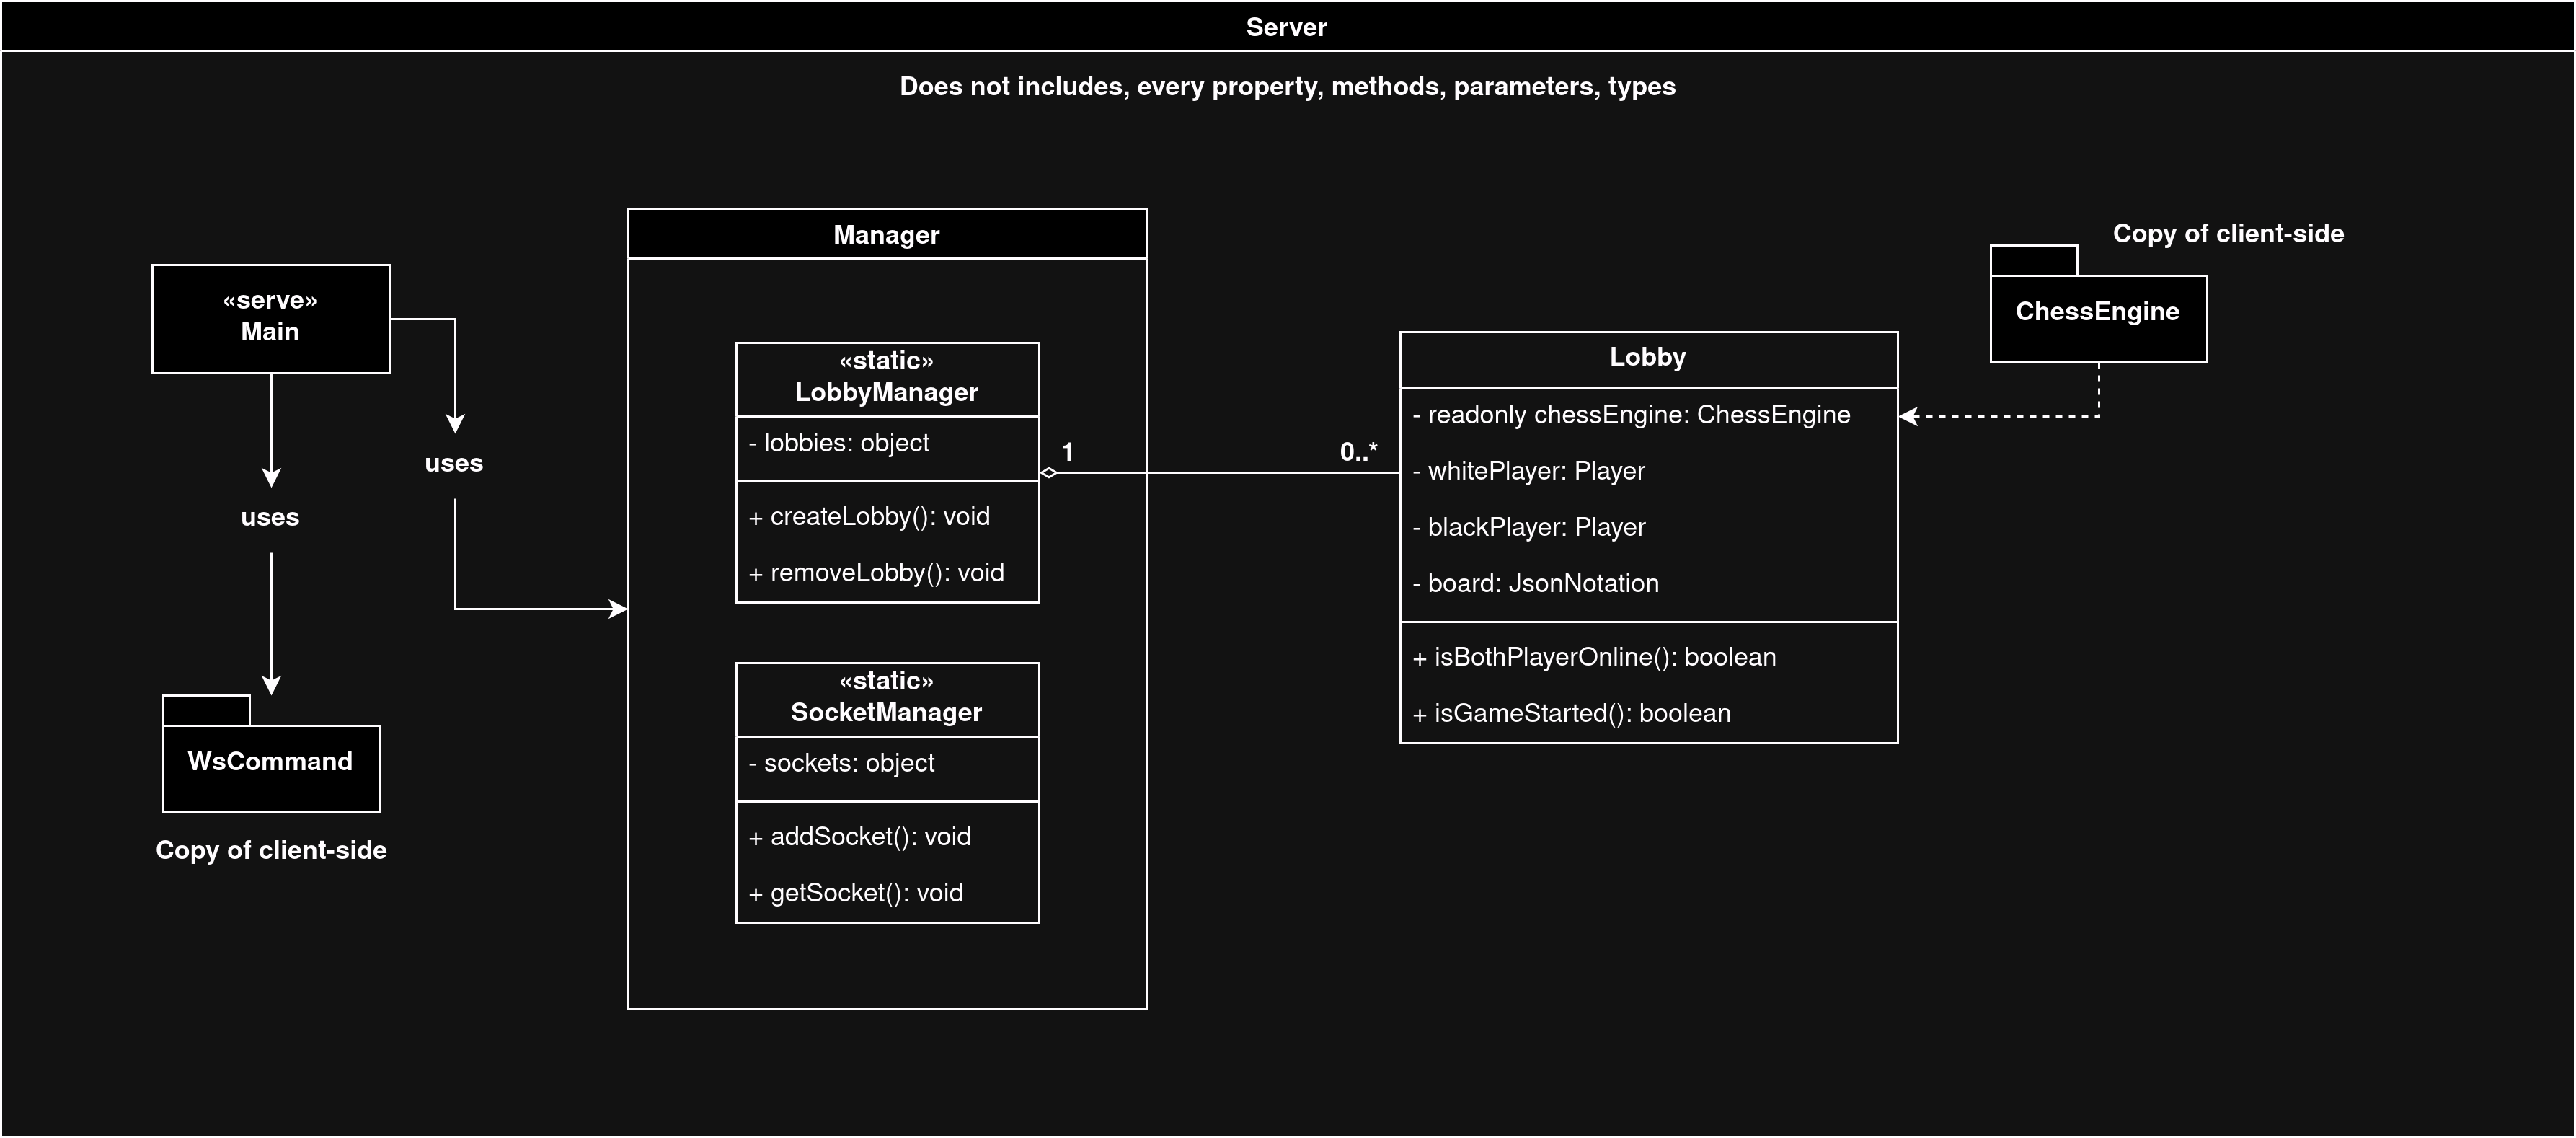 Server
Does not includes, every property, methods, parameters, types
«serve»
Main
uses
uses
WsCommand
Copy of client-side
Manager
«static»
LobbyManager
- lobbies: object
+ createLobby(): void
+ removeLobby(): void
1
0..*
«static»
SocketManager
- sockets: object
+ addSocket(): void
+ getSocket(): void
Lobby
- readonly chessEngine: ChessEngine
- whitePlayer: Player
- blackPlayer: Player
- board: JsonNotation
+ isBothPlayerOnline(): boolean
+ isGameStarted(): boolean
Copy of client-side
ChessEngine